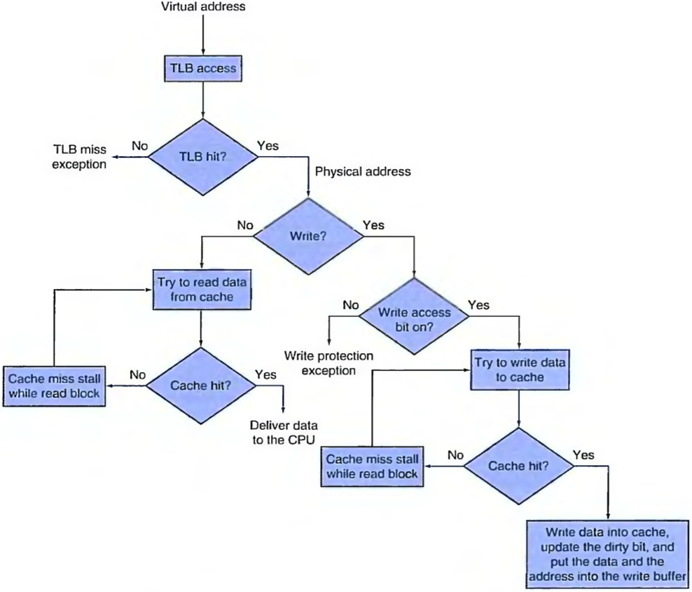 Virtual address
TLB access
No
Yes
TLB miss
exception
TLB hit?
Physical address
No
Yes
Write?
Try to read data
from cache
No
Yes
Write access
bit on?
Write protection
exception
Try to write data
to cache
Cache miss stall
while read block
No
Yes
Cache hit?
Deliver data
to the CPU
Cache miss stall
while read block
No
Yes
Cache hit?
Write data into cache,
update the dirty bit, and
put the data and the
address into the write buffer